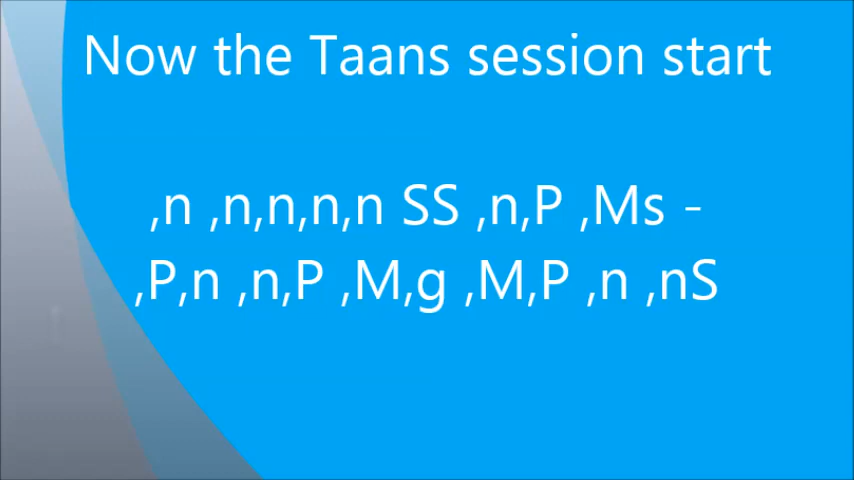 Now the Taans session start
,n ,n,n,n,n SS ,n,P ,Ms -
,P,n ,n,P ,M,g ,M,P ,n ,nS